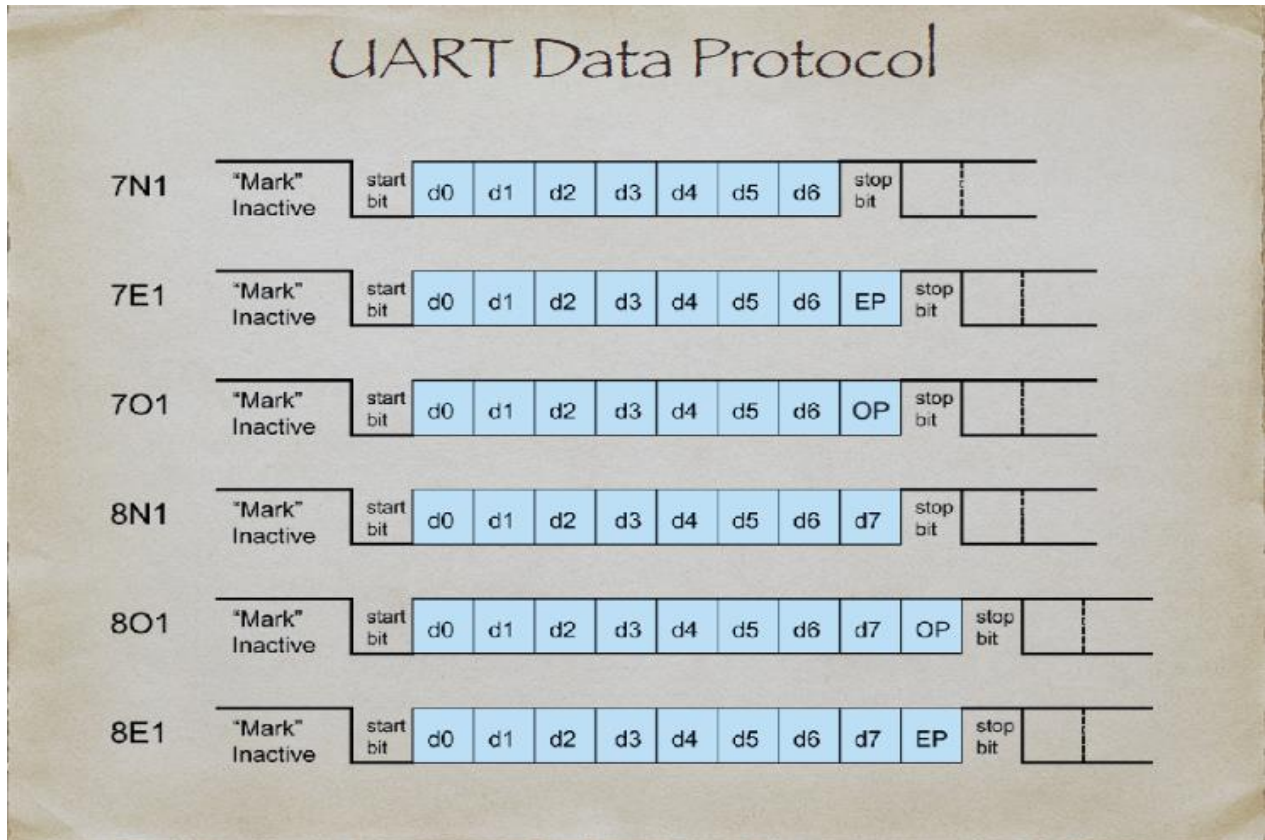 UART Data Protocol
7N1 "Mark" Inactive start bit d0 d1 d2 d3 d4 d5 d6 stop bit
7E1 "Mark" Inactive start bit d0 d1 d2 d3 d4 d5 d6 EP stop bit
7O1 "Mark" Inactive start bit d0 d1 d2 d3 d4 d5 d6 OP stop bit
8N1 "Mark" Inactive start bit d0 d1 d2 d3 d4 d5 d6 d7 stop bit
8O1 "Mark" Inactive start bit d0 d1 d2 d3 d4 d5 d6 d7 OP stop bit
8E1 "Mark" Inactive start bit d0 d1 d2 d3 d4 d5 d6 d7 EP stop bit